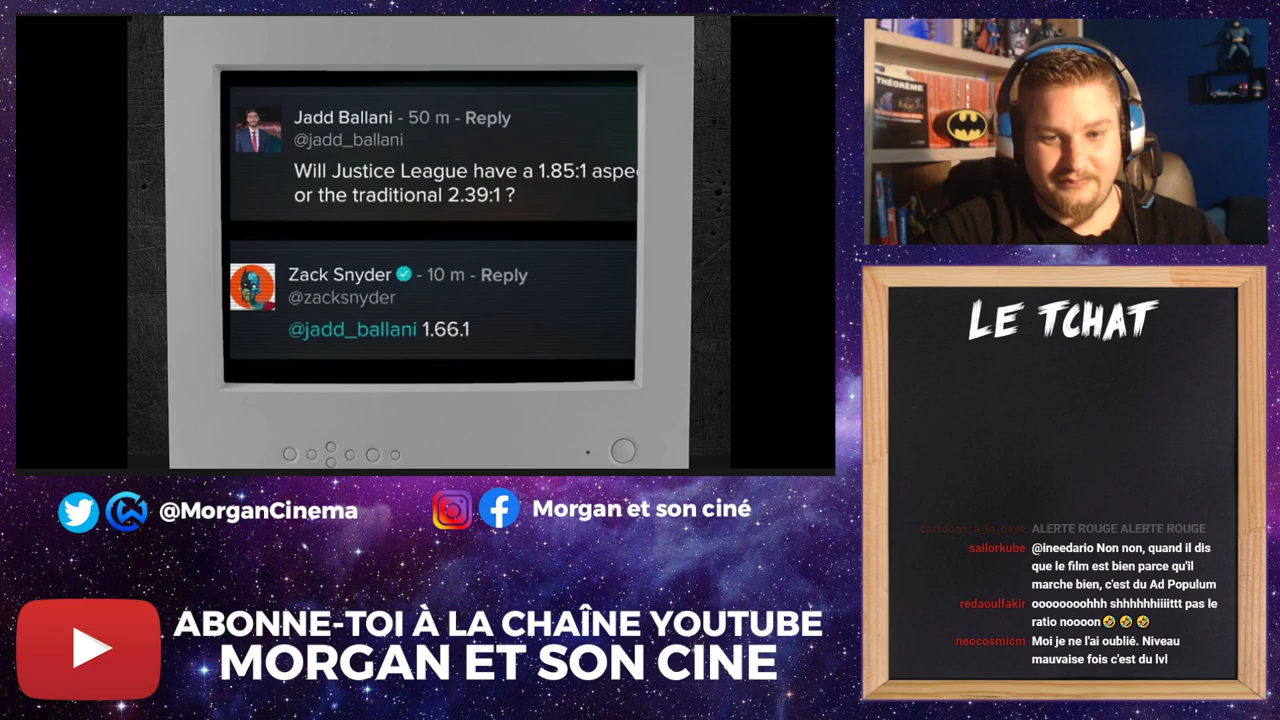 Jadd Ballani - 50 m - Reply
@jadd_ballani
Will Justice League have a 1.85:1 aspe
or the traditional 2.39:1 ?
Zack Snyder - 10 m - Reply
@zacksnyder
@jadd_ballani 1.66.1
THÉORÈME
LE TCHAT
cartoons_à_la_cave ALERTE ROUGE ALERTE ROUGE
sailorkube @ineedario Non non, quand il dis
que le film est bien parce qu'il
marche bien, c'est du Ad Populum
redaoulfakir oooooooohhh shhhhhhiiiittt pas le
ratio noooon 🤣 🤣 🤣
neocosmicm Moi je ne l'ai oublié. Niveau
mauvaise fois c'est du lvl
@MorganCinema
Morgan et son ciné
ABONNE-TOI À LA CHAÎNE YOUTUBE
MORGAN ET SON CINE